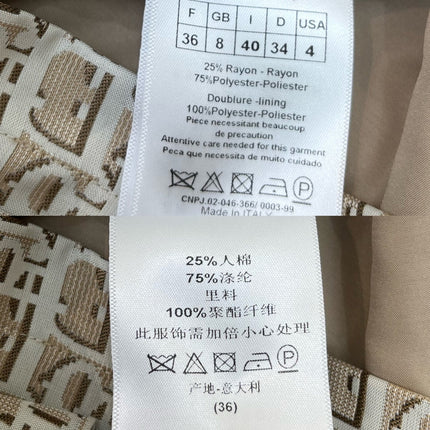 F GB I D USA
36 8 40 34 4
25% Rayon - Rayon
75%Polyester-Poliester
Doublure -lining
100%Polyester-Poliester
Piece necessitant beaucoup
de precaution
Attentive care needed for this garment
Peca que necessita de muito cuidado
CNPJ.02-046-366/ 0003-99
Made in ITALY
25%人棉
75%涤纶
里料
100%聚酯纤维
此服饰需加倍小心处理
产地-意大利
(36)